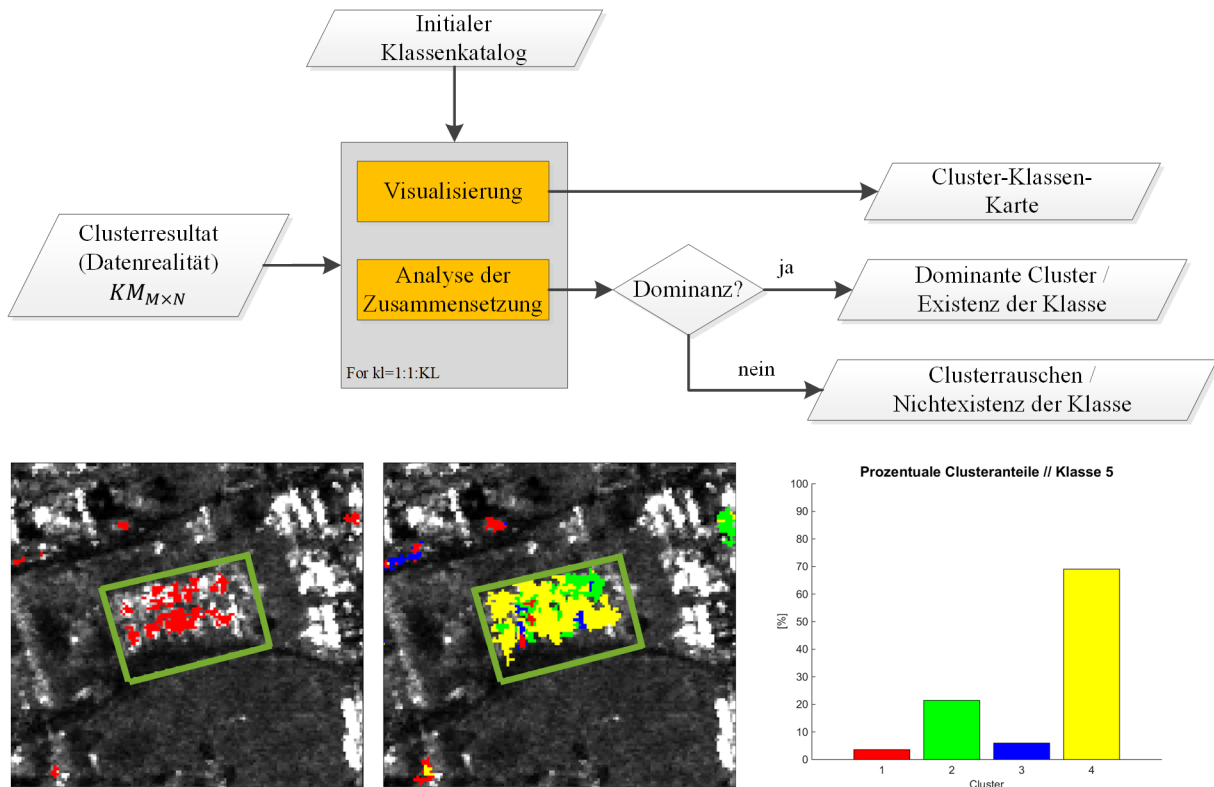 Initialer
Klassenkatalog
Visualisierung
Cluster-Klassen-
Karte
Clusterresultat
(Datenrealität)
KM_{M×N}
Analyse der
Zusammensetzung
Dominanz?
ja
Dominante Cluster /
Existenz der Klasse
For kl=1:1:KL
nein
Clusterrauschen /
Nichtexistenz der Klasse
Prozentuale Clusteranteile // Klasse 5
100
90
80
70
60
50
40
30
20
10
0
[%]
1 2 3 4
Cluster